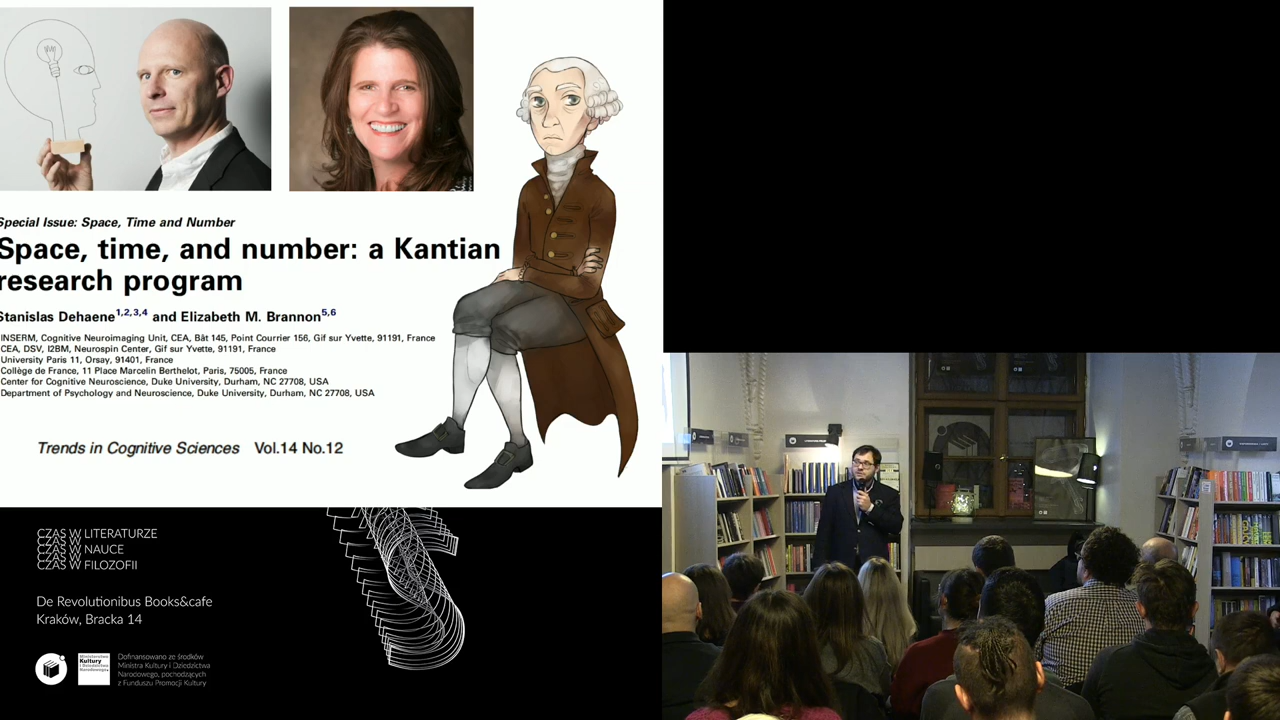 Special Issue: Space, Time and Number
Space, time, and number: a Kantian
research program
Stanislas Dehaene1,2,3,4 and Elizabeth M. Brannon5,6
INSERM, Cognitive Neuroimaging Unit, CEA, Bât 145, Point Courrier 156, Gif sur Yvette, 91191, France
CEA, DSV, I2BM, Neurospin Center, Gif sur Yvette, 91191, France
University Paris 11, Orsay, 91401, France
Collège de France, 11 Place Marcelin Berthelot, Paris, 75005, France
Center for Cognitive Neuroscience, Duke University, Durham, NC 27708, USA
Department of Psychology and Neuroscience, Duke University, Durham, NC 27708, USA
Trends in Cognitive Sciences Vol.14 No.12
CZAS W LITERATURZE
CZAS W NAUCE
CZAS W FILOZOFII
De Revolutionibus Books&cafe
Kraków, Bracka 14
Ministerstwo
Kultury
i Dziedzictwa
Narodowego
Dofinansowano ze środków
Ministra Kultury i Dziedzictwa
Narodowego, pochodzących
z Funduszu Promocji Kultury